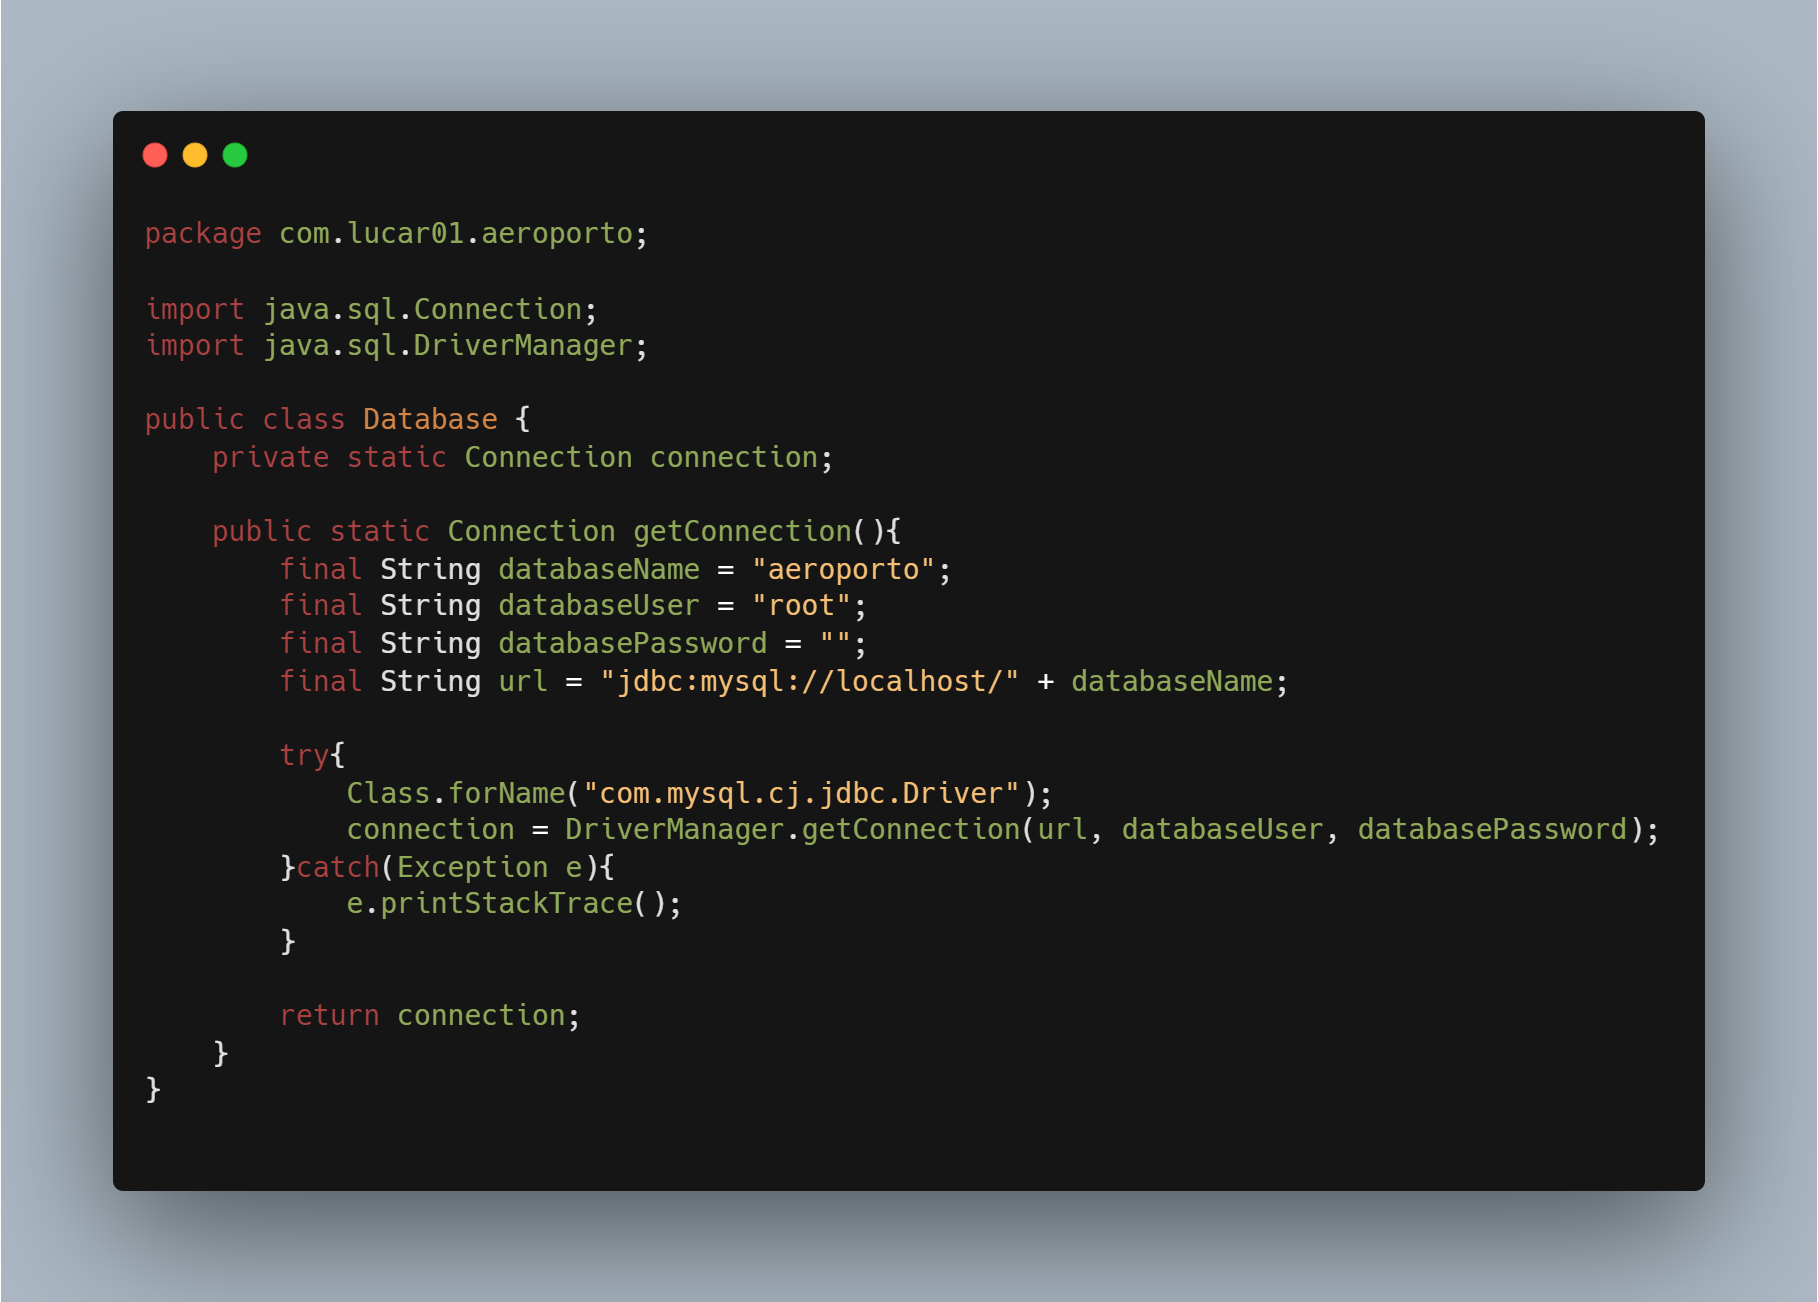 package com.lucar01.aeroporto;

import java.sql.Connection;
import java.sql.DriverManager;

public class Database {
    private static Connection connection;

    public static Connection getConnection(){
        final String databaseName = "aeroporto";
        final String databaseUser = "root";
        final String databasePassword = "";
        final String url = "jdbc:mysql://localhost/" + databaseName;

        try{
            Class.forName("com.mysql.cj.jdbc.Driver");
            connection = DriverManager.getConnection(url, databaseUser, databasePassword);
        }catch(Exception e){
            e.printStackTrace();
        }

        return connection;
    }
}